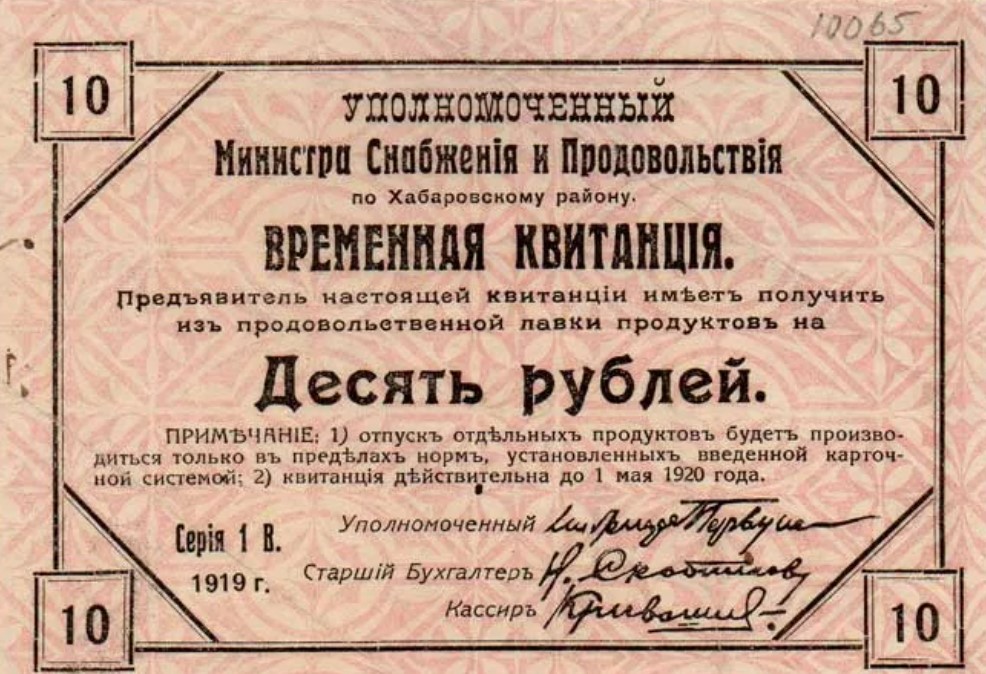 10065
10 10
УПОЛНОМОЧЕННЫЙ
Министра Снабженія и Продовольствія
по Хабаровскому району.
ВРЕМЕННАЯ КВИТАНЦІЯ.
Предъявитель настоящей квитанціи имѣетъ получить
изъ продовольственной лавки продуктовъ на
Десять рублей.
ПРИМѢЧАНІЕ: 1) отпускъ отдѣльныхъ продуктовъ будетъ произво-
диться только въ предѣлахъ нормъ, установленныхъ введенной карточ-
ной системой; 2) квитанція дѣйствительна до 1 мая 1920 года.
Уполномоченный
Серія 1 В.
Старшій Бухгалтеръ
1919 г.
Кассиръ
10 10